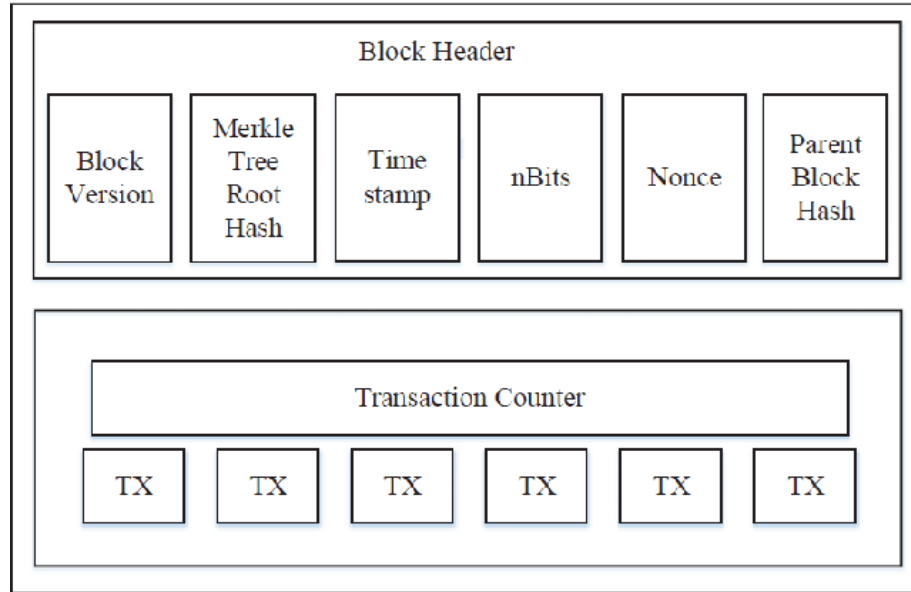 Block Header
Block
Version
Merkle
Tree
Root
Hash
Time
stamp
nBits
Nonce
Parent
Block
Hash
Transaction Counter
TX
TX
TX
TX
TX
TX